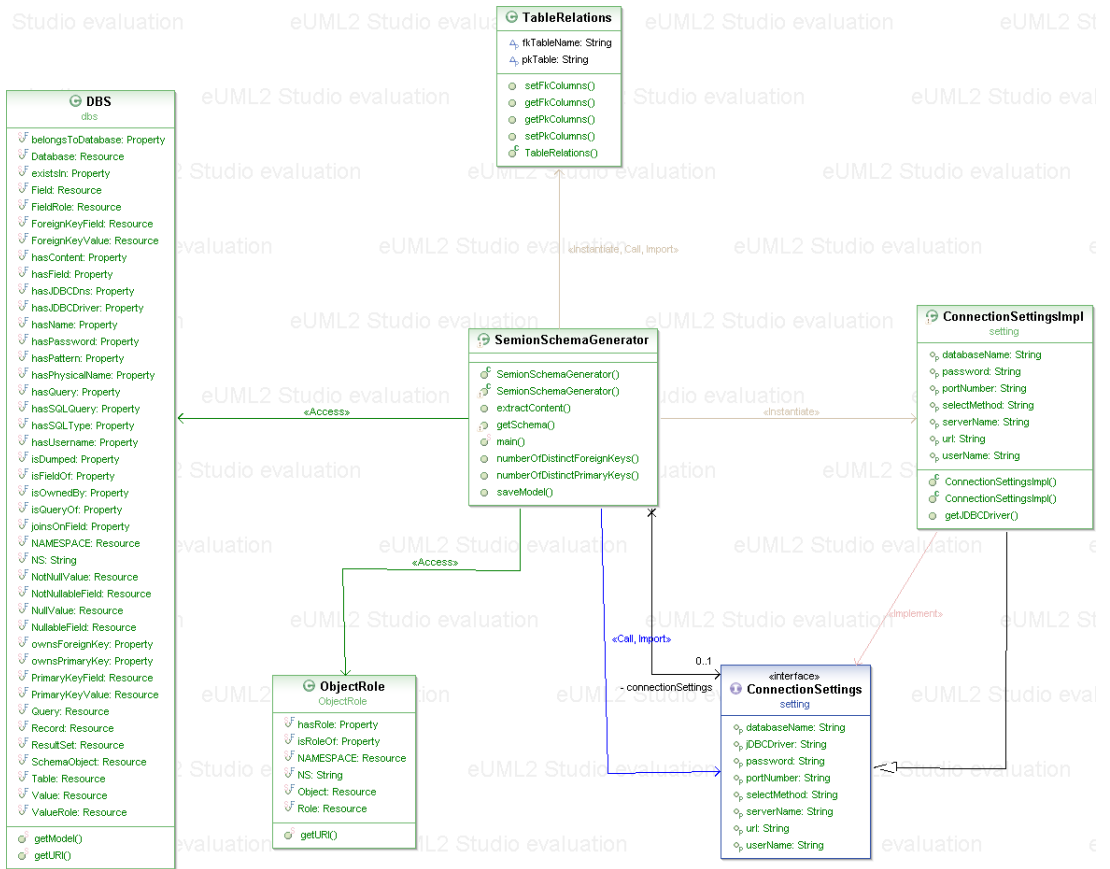 TableRelations
fkTableName: String
pkTable: String
setFkColumns()
getFkColumns()
getPkColumns()
setPkColumns()
TableRelations()
DBS
dbs
belongsToDatabase: Property
Database: Resource
existsIn: Property
Field: Resource
FieldRole: Resource
ForeignKeyField: Resource
ForeignKeyValue: Resource
hasContent: Property
hasField: Property
hasJDBCDns: Property
hasJDBCDriver: Property
hasName: Property
hasPassword: Property
hasPattern: Property
hasPhysicalName: Property
hasQuery: Property
hasSQLQuery: Property
hasSQLType: Property
hasUsername: Property
isDumped: Property
isFieldOf: Property
isOwnedBy: Property
isQueryOf: Property
joinsOnField: Property
NAMESPACE: Resource
NS: String
NotNullValue: Resource
NotNullableField: Resource
NullValue: Resource
NullableField: Resource
ownsForeignKey: Property
ownsPrimaryKey: Property
PrimaryKeyField: Resource
PrimaryKeyValue: Resource
Query: Resource
Record: Resource
ResultSet: Resource
SchemaObject: Resource
Table: Resource
Value: Resource
ValueRole: Resource
getModel()
getURI()
«Instantiate, Call, Import»
SemionSchemaGenerator
SemionSchemaGenerator()
SemionSchemaGenerator()
extractContent()
getSchema()
main()
numberOfDistinctForeignKeys()
numberOfDistinctPrimaryKeys()
saveModel()
«Access»
«Instantiate»
ConnectionSettingsImpl
setting
databaseName: String
password: String
portNumber: String
selectMethod: String
serverName: String
url: String
userName: String
ConnectionSettingsImpl()
ConnectionSettingsImpl()
getJDBCDriver()
«Access»
«Call, Import»
«Implement»
0..1
- connectionSettings
ObjectRole
ObjectRole
hasRole: Property
isRoleOf: Property
NAMESPACE: Resource
NS: String
Object: Resource
Role: Resource
getURI()
«interface»
ConnectionSettings
setting
databaseName: String
jDBCDriver: String
password: String
portNumber: String
selectMethod: String
serverName: String
url: String
userName: String
eUML2 Studio evaluation